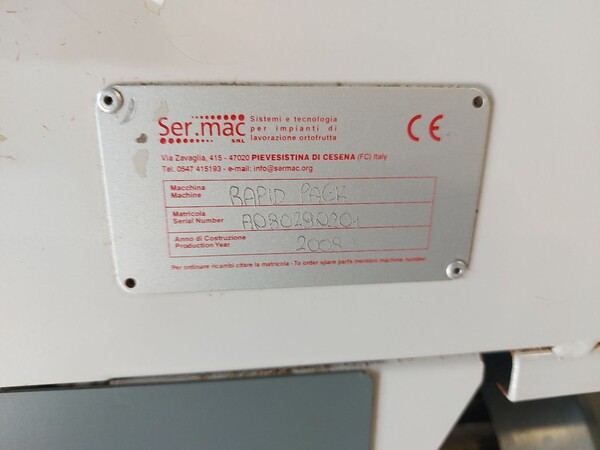 Ser.mac
SRL
Sistemi e tecnologia
per impianti di
lavorazione ortofrutta
CE
Via Zavaglia, 415 - 47020 PIEVESISTINA DI CESENA (FC) Italy
Tel. 0547 415193 - e-mail: info@sermac.org
Macchina
Machine
RAPID PACK
Matricola
Serial Number
A080290201
Anno di Costruzione
Production Year
2008
Per ordinare ricambi citare la matricola - To order spare parts mention machine number